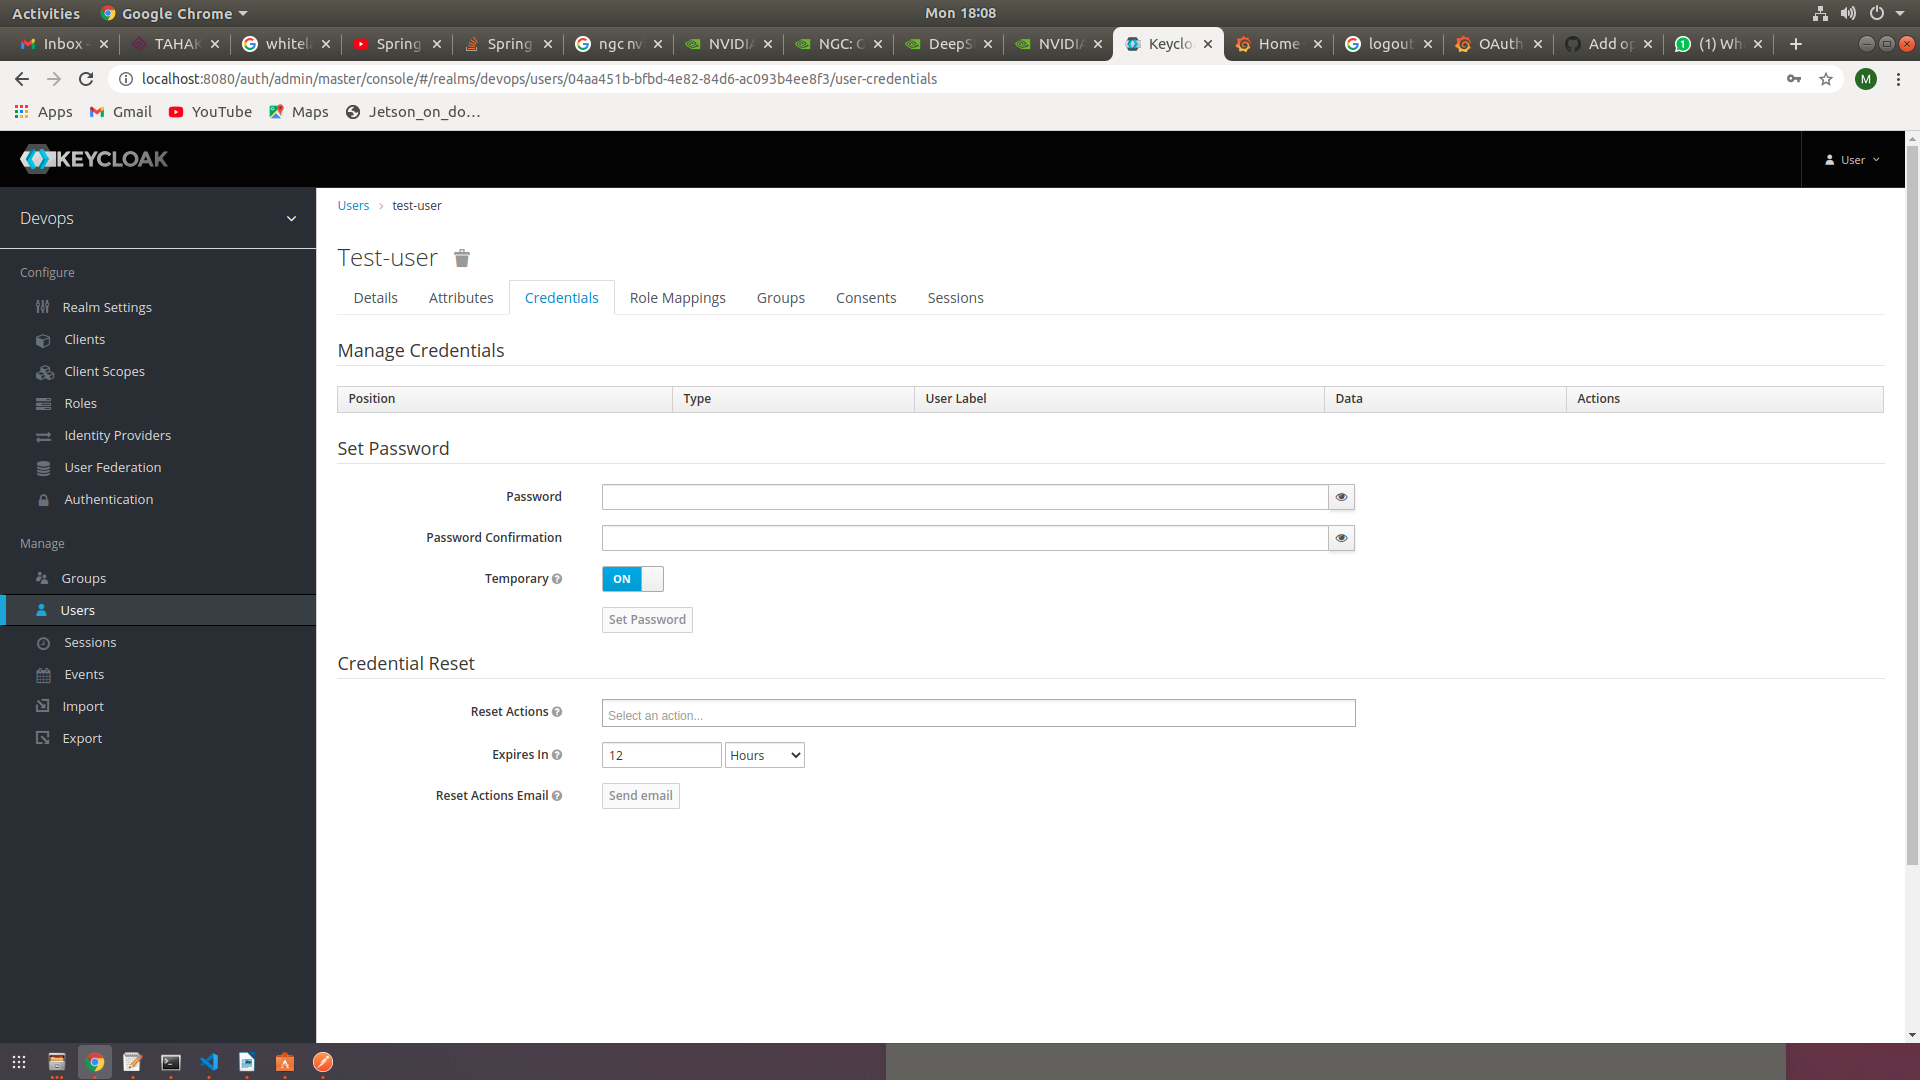 Activities Google Chrome Mon 18:08
Inbox - TAHAK whitela Spring Spring ngc nvi NVIDIA NGC: C DeepS NVIDIA Keyclo Home logout OAuth Add op (1) Wh
localhost:8080/auth/admin/master/console/#/realms/devops/users/04aa451b-bfbd-4e82-84d6-ac093b4ee8f3/user-credentials M
Apps Gmail YouTube Maps Jetson_on_do...
KEYCLOAK User
Devops
Configure
Realm Settings
Clients
Client Scopes
Roles
Identity Providers
User Federation
Authentication
Manage
Groups
Users
Sessions
Events
Import
Export
Users > test-user
Test-user
Details Attributes Credentials Role Mappings Groups Consents Sessions
Manage Credentials
Position Type User Label Data Actions
Set Password
Password
Password Confirmation
Temporary ON
Set Password
Credential Reset
Reset Actions Select an action...
Expires In 12 Hours
Reset Actions Email Send email